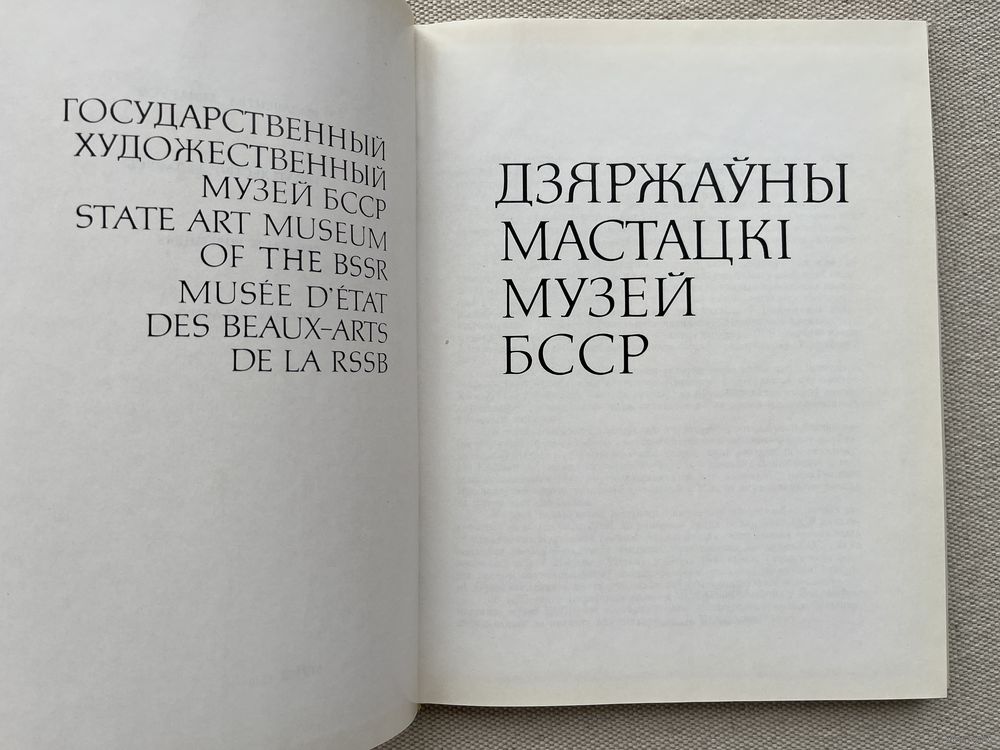 ГОСУДАРСТВЕННЫЙ
ХУДОЖЕСТВЕННЫЙ
МУЗЕЙ БССР
STATE ART MUSEUM
OF THE BSSR
MUSÉE D'ÉTAT
DES BEAUX-ARTS
DE LA RSSB
ДЗЯРЖАЎНЫ
МАСТАЦКІ
МУЗЕЙ
БССР